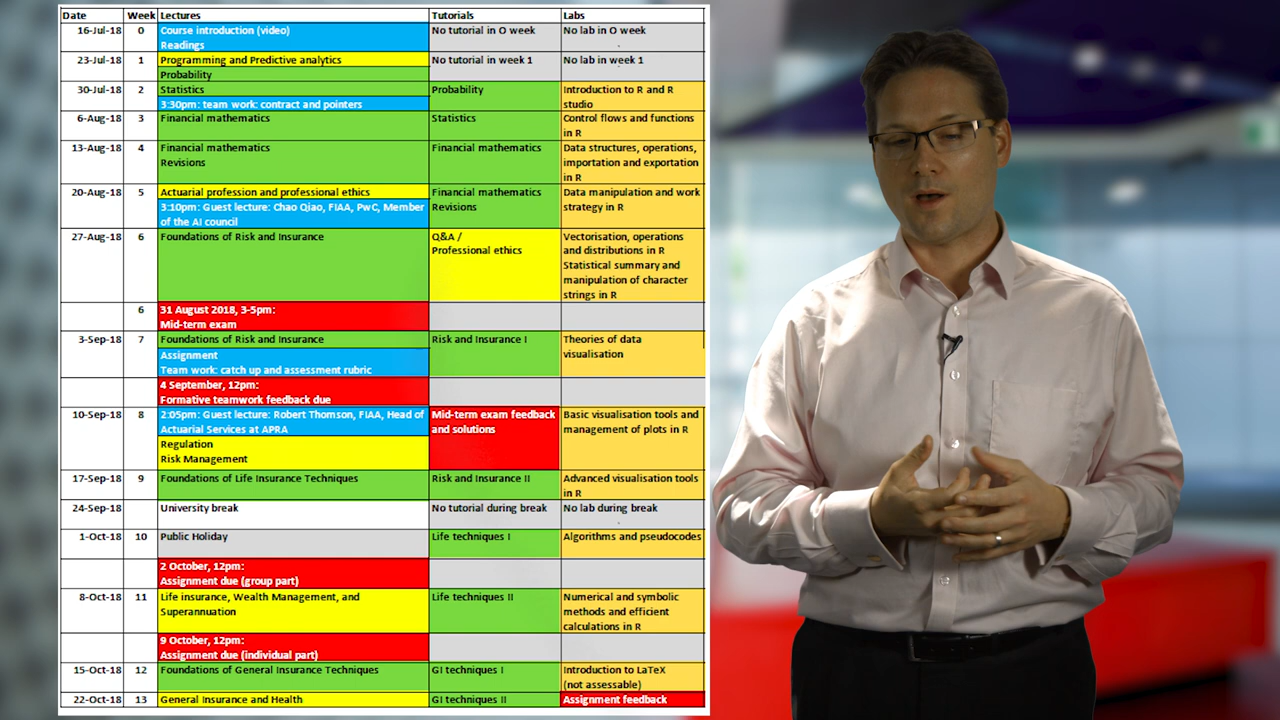 Date Week Lectures Tutorials Labs
16-Jul-18 0 Course introduction (video) No tutorial in O week No lab in O week
Readings
23-Jul-18 1 Programming and Predictive analytics No tutorial in week 1 No lab in week 1
Probability
30-Jul-18 2 Statistics Probability Introduction to R and R
3:30pm: team work: contract and pointers studio
6-Aug-18 3 Financial mathematics Statistics Control flows and functions
in R
13-Aug-18 4 Financial mathematics Financial mathematics Data structures, operations,
Revisions importation and exportation
in R
20-Aug-18 5 Actuarial profession and professional ethics Financial mathematics Data manipulation and work
3:10pm: Guest lecture: Chao Qiao, FIAA, PwC, Member Revisions strategy in R
of the AI council
27-Aug-18 6 Foundations of Risk and Insurance Q&A / Vectorisation, operations
Professional ethics and distributions in R
Statistical summary and
manipulation of character
strings in R
6 31 August 2018, 3-5pm:
Mid-term exam
3-Sep-18 7 Foundations of Risk and Insurance Risk and Insurance I Theories of data
Assignment visualisation
Team work: catch up and assessment rubric
4 September, 12pm:
Formative teamwork feedback due
10-Sep-18 8 2:05pm: Guest lecture: Robert Thomson, FIAA, Head of Mid-term exam feedback Basic visualisation tools and
Actuarial Services at APRA and solutions management of plots in R
Regulation
Risk Management
17-Sep-18 9 Foundations of Life Insurance Techniques Risk and Insurance II Advanced visualisation tools
in R
24-Sep-18 University break No tutorial during break No lab during break
1-Oct-18 10 Public Holiday Life techniques I Algorithms and pseudocodes
2 October, 12pm:
Assignment due (group part)
8-Oct-18 11 Life insurance, Wealth Management, and Life techniques II Numerical and symbolic
Superannuation methods and efficient
calculations in R
9 October, 12pm:
Assignment due (individual part)
15-Oct-18 12 Foundations of General Insurance Techniques GI techniques I Introduction to LaTeX
(not assessable)
22-Oct-18 13 General Insurance and Health GI techniques II Assignment feedback